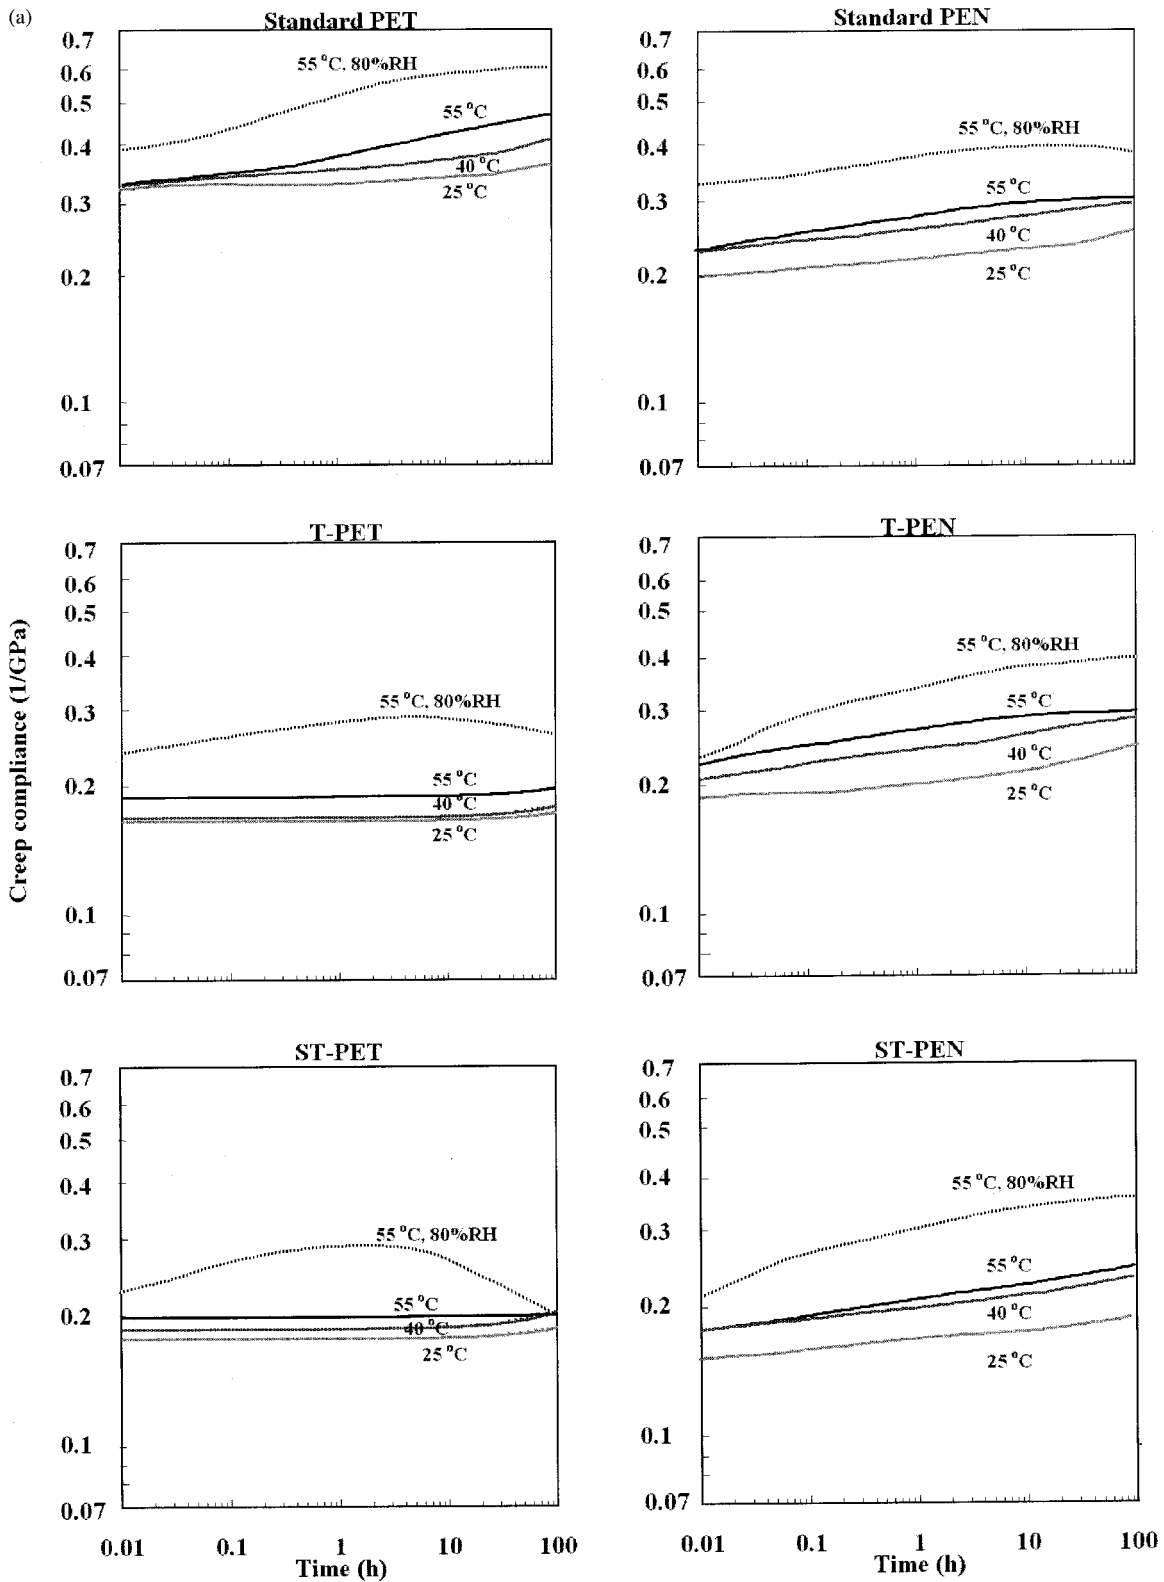 (a)
Standard PET
0.7
0.6
0.5
0.4
0.3
0.2
0.1
0.07
55 °C, 80%RH
55 °C
40 °C
25 °C
Standard PEN
0.7
0.6
0.5
0.4
0.3
0.2
0.1
0.07
55 °C, 80%RH
55 °C
40 °C
25 °C
Creep compliance (1/GPa)
T-PET
0.7
0.6
0.5
0.4
0.3
0.2
0.1
0.07
55 °C, 80%RH
55 °C
40 °C
25 °C
T-PEN
0.7
0.6
0.5
0.4
0.3
0.2
0.1
0.07
55 °C, 80%RH
55 °C
40 °C
25 °C
ST-PET
0.7
0.6
0.5
0.4
0.3
0.2
0.1
0.07
55 °C, 80%RH
55 °C
40 °C
25 °C
0.01 0.1 1 10 100
Time (h)
ST-PEN
0.7
0.6
0.5
0.4
0.3
0.2
0.1
0.07
55 °C, 80%RH
55 °C
40 °C
25 °C
0.01 0.1 1 10 100
Time (h)